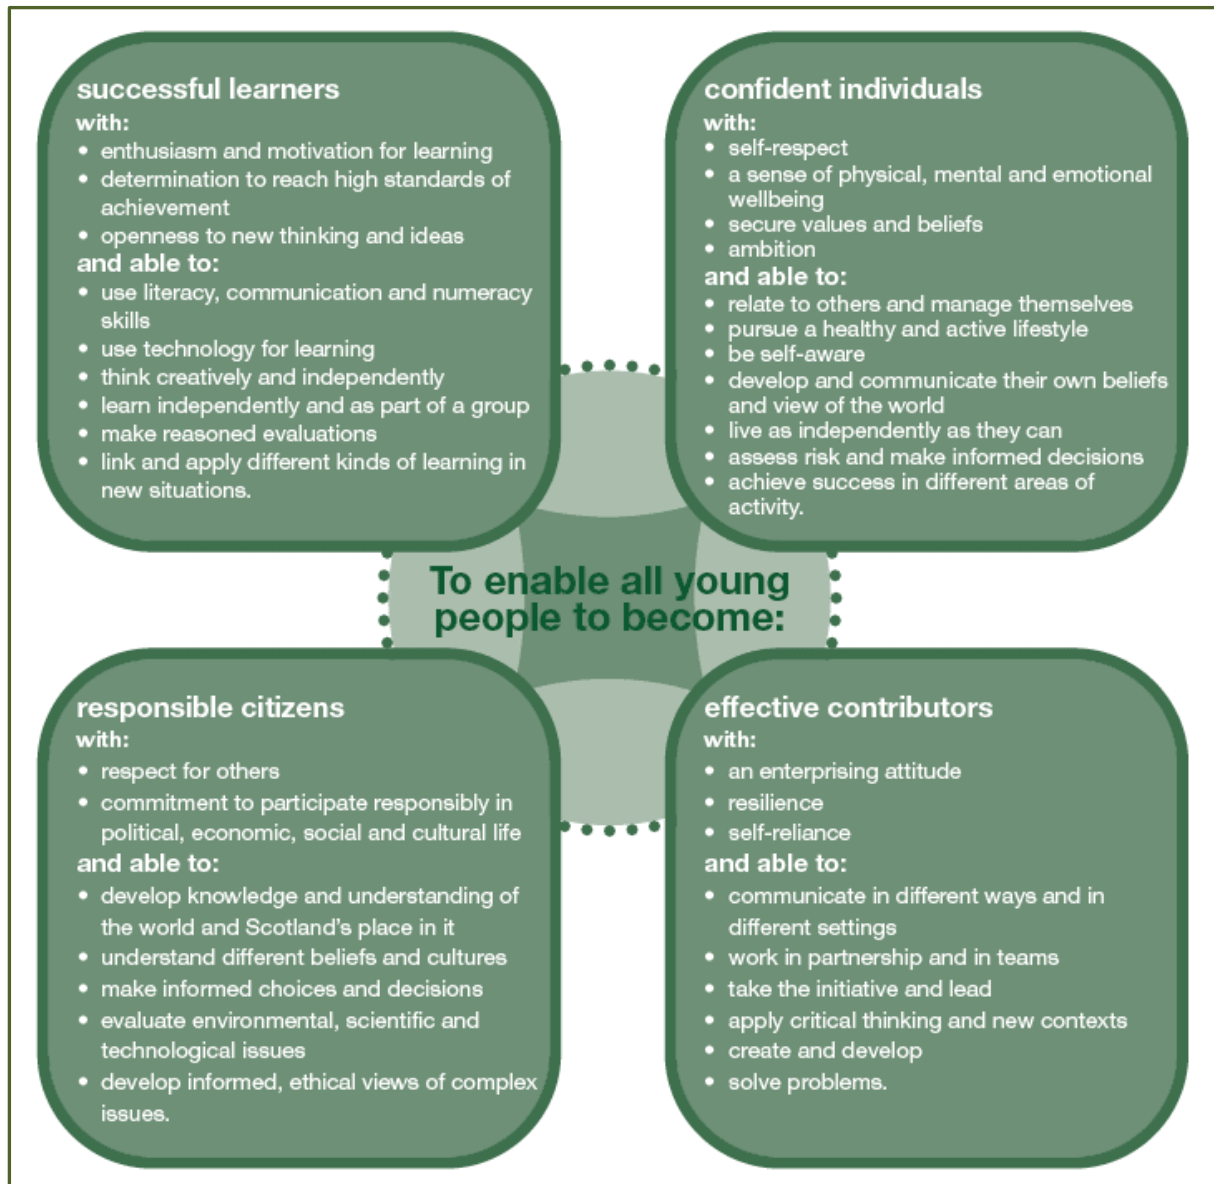 successful learners
with:
• enthusiasm and motivation for learning
• determination to reach high standards of
achievement
• openness to new thinking and ideas
and able to:
• use literacy, communication and numeracy
skills
• use technology for learning
• think creatively and independently
• learn independently and as part of a group
• make reasoned evaluations
• link and apply different kinds of learning in
new situations.
confident individuals
with:
• self-respect
• a sense of physical, mental and emotional
wellbeing
• secure values and beliefs
• ambition
and able to:
• relate to others and manage themselves
• pursue a healthy and active lifestyle
• be self-aware
• develop and communicate their own beliefs
and view of the world
• live as independently as they can
• assess risk and make informed decisions
• achieve success in different areas of
activity.
To enable all young
people to become:
responsible citizens
with:
• respect for others
• commitment to participate responsibly in
political, economic, social and cultural life
and able to:
• develop knowledge and understanding of
the world and Scotland's place in it
• understand different beliefs and cultures
• make informed choices and decisions
• evaluate environmental, scientific and
technological issues
• develop informed, ethical views of complex
issues.
effective contributors
with:
• an enterprising attitude
• resilience
• self-reliance
and able to:
• communicate in different ways and in
different settings
• work in partnership and in teams
• take the initiative and lead
• apply critical thinking and new contexts
• create and develop
• solve problems.